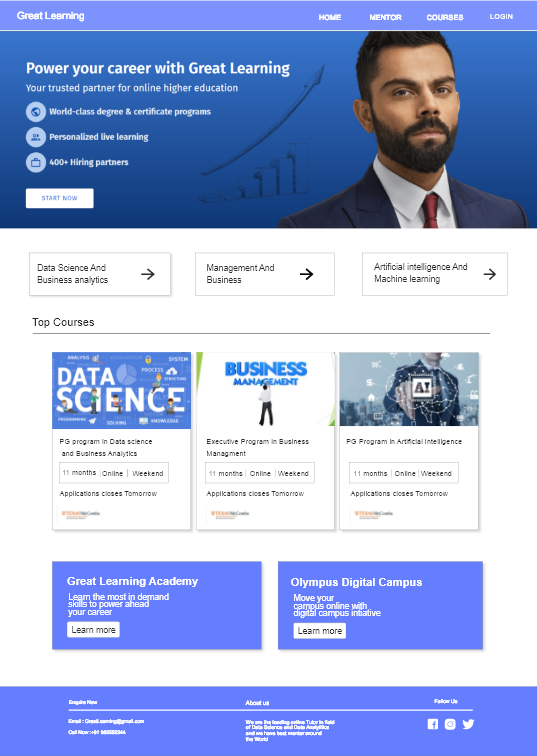 Great Learning HOME MENTOR COURSES LOGIN
Power your career with Great Learning
Your trusted partner for online higher education
World-class degree & certificate programs
Personalized live learning
400+ Hiring partners
START NOW
Data Science And
Business analytics
Management And
Business
Artificial intelligence And
Machine learning
Top Courses
ANALYSIS VISUALIZATION SYSTEM
PROCESS
STRUCTURE
DATA
SCIENCE
PROGRAMMING SOLVING KNOWLEDGE
BUSINESS
MANAGEMENT
AI
PG program in Data science
and Business Analytics
11 months Online Weekend
Applications closes Tomorrow
TEXAS McCombs
Executive Program in Business
Managment
11 months Online Weekend
Applications closes Tomorrow
TEXAS McCombs
PG Program in Artificial Intelligence
11 months Online Weekend
Applications closes Tomorrow
TEXAS McCombs
Great Learning Academy
Learn the most in demand
skills to power ahead
your career
Learn more
Olympus Digital Campus
Move your
campus online with
digital campus intiative
Learn more
Enquire Now
Email : GreatLearning@gmail.com
About us
We are the leading online Tutor in field
of Data Science and Data Analytics
and we have best mentor around
the World
Follow Us